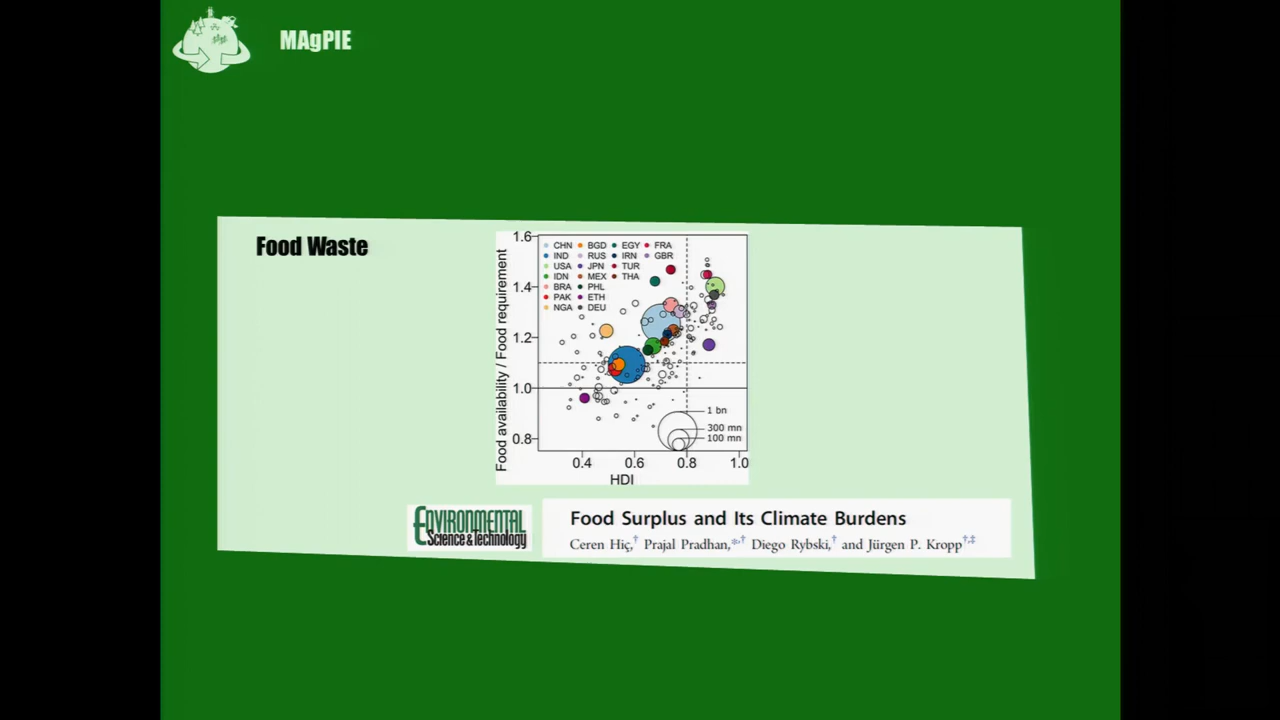 MAgPIE
Food Waste
1.6
1.4
1.2
1.0
0.8
Food availability / Food requirement
CHN BGD EGY FRA
IND RUS IRN GBR
USA JPN TUR
IDN MEX THA
BRA PHL
PAK ETH
NGA DEU
1 bn
300 mn
100 mn
0.4 0.6 0.8 1.0
HDI
ENVIRONMENTAL
Science & Technology
Food Surplus and Its Climate Burdens
Ceren Hiç,† Prajal Pradhan,*,† Diego Rybski,† and Jürgen P. Kropp†,‡